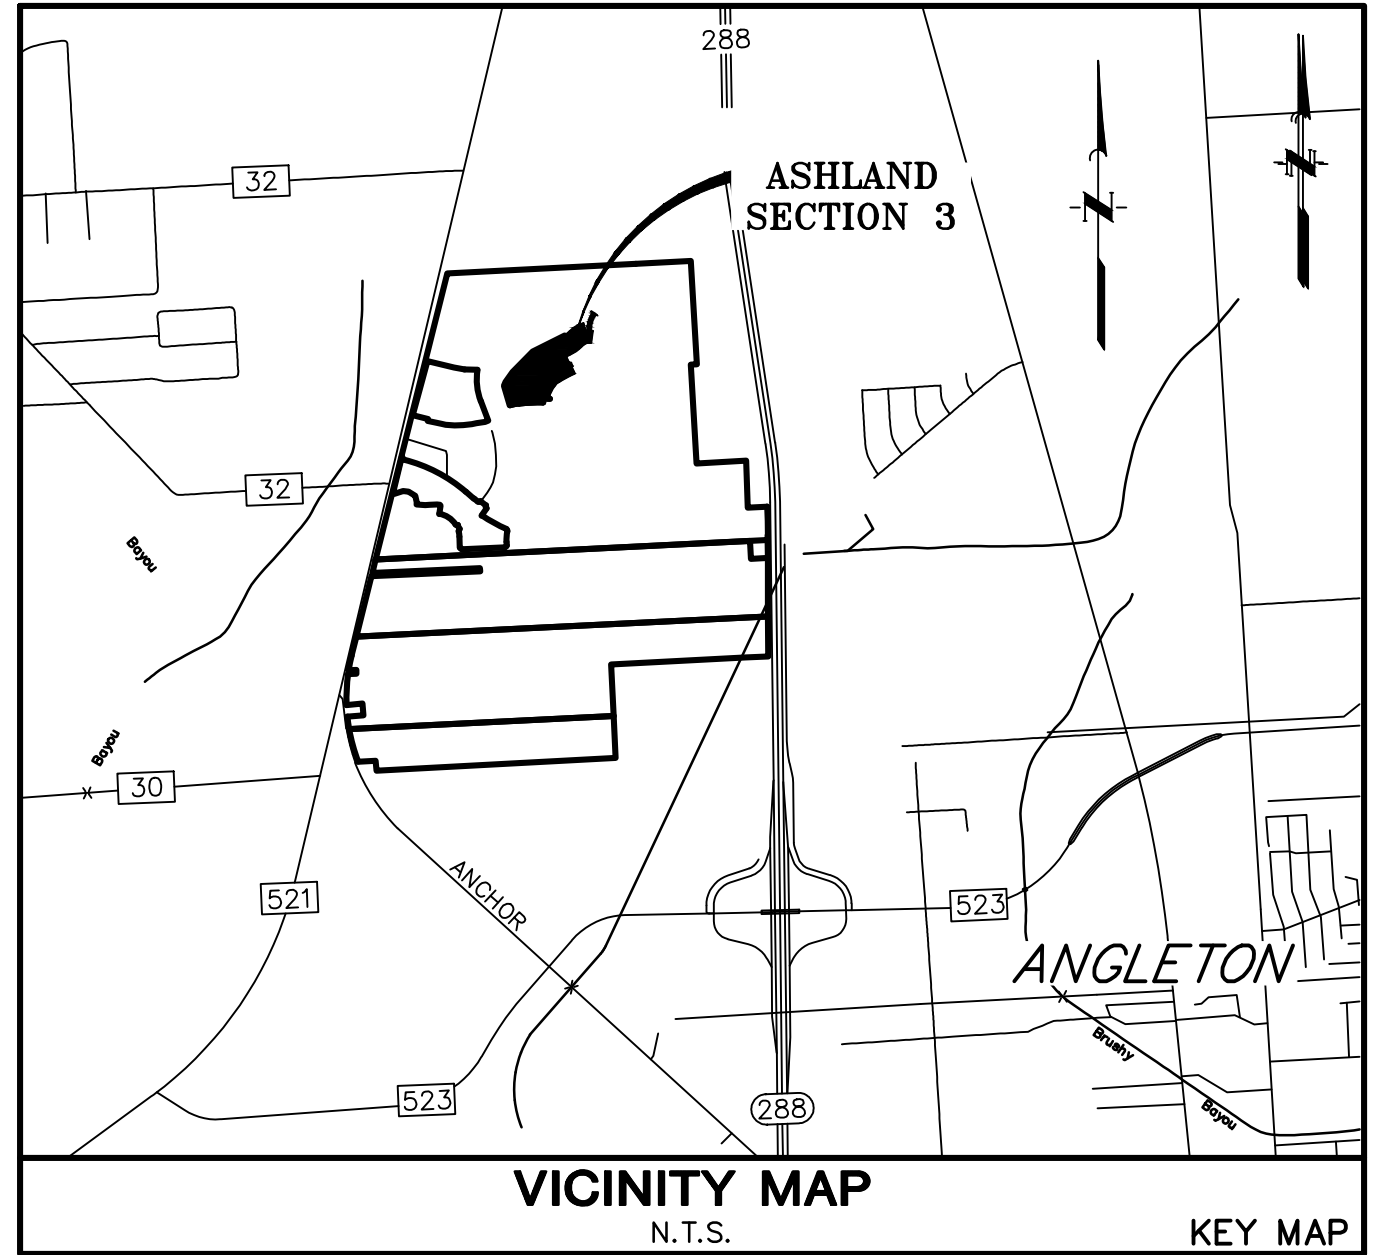 288
ASHLAND
SECTION 3
N
N
32
32
Bayou
Bayou
30
521
ANCHOR
523
ANGLETON
Brushy
Bayou
523
288
VICINITY MAP
N.T.S.
KEY MAP